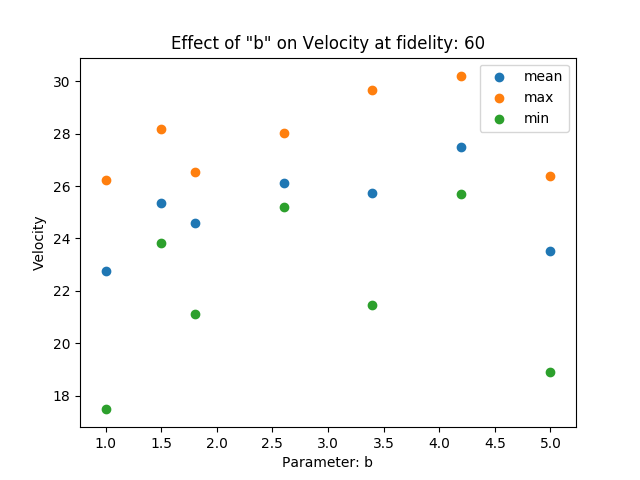 Effect of "b" on Velocity at fidelity: 60
mean
max
min
Velocity
30
28
26
24
22
20
18
1.0 1.5 2.0 2.5 3.0 3.5 4.0 4.5 5.0
Parameter: b